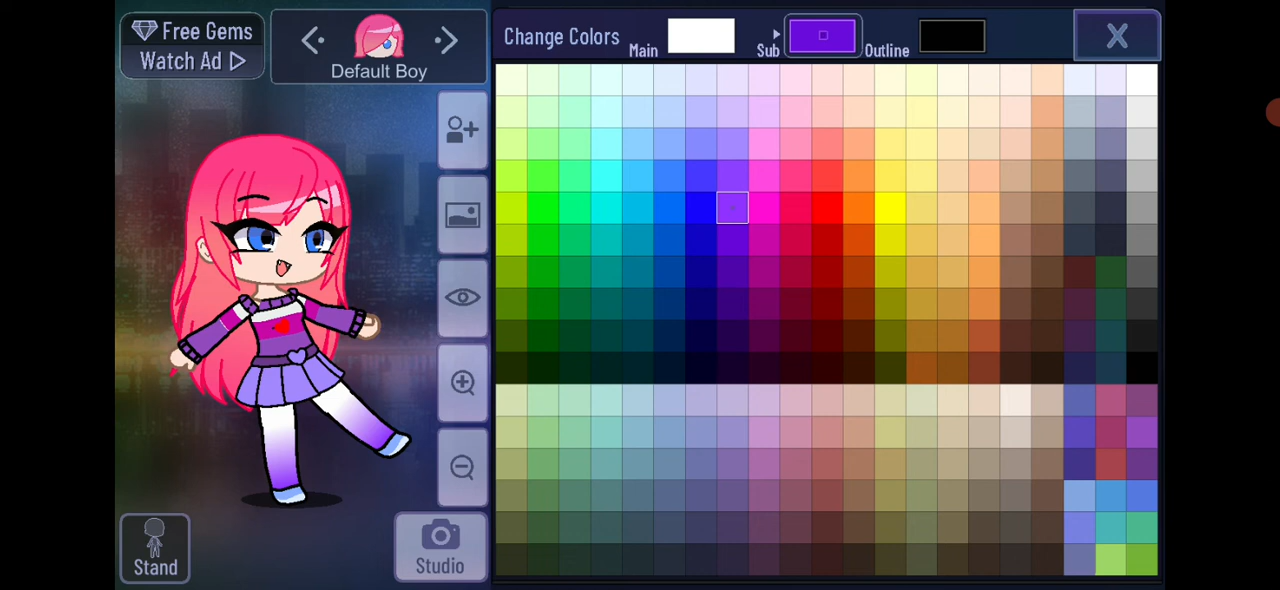 Free Gems
Watch Ad
Default Boy
Change Colors
Main
Sub
Outline
X
Stand
Studio